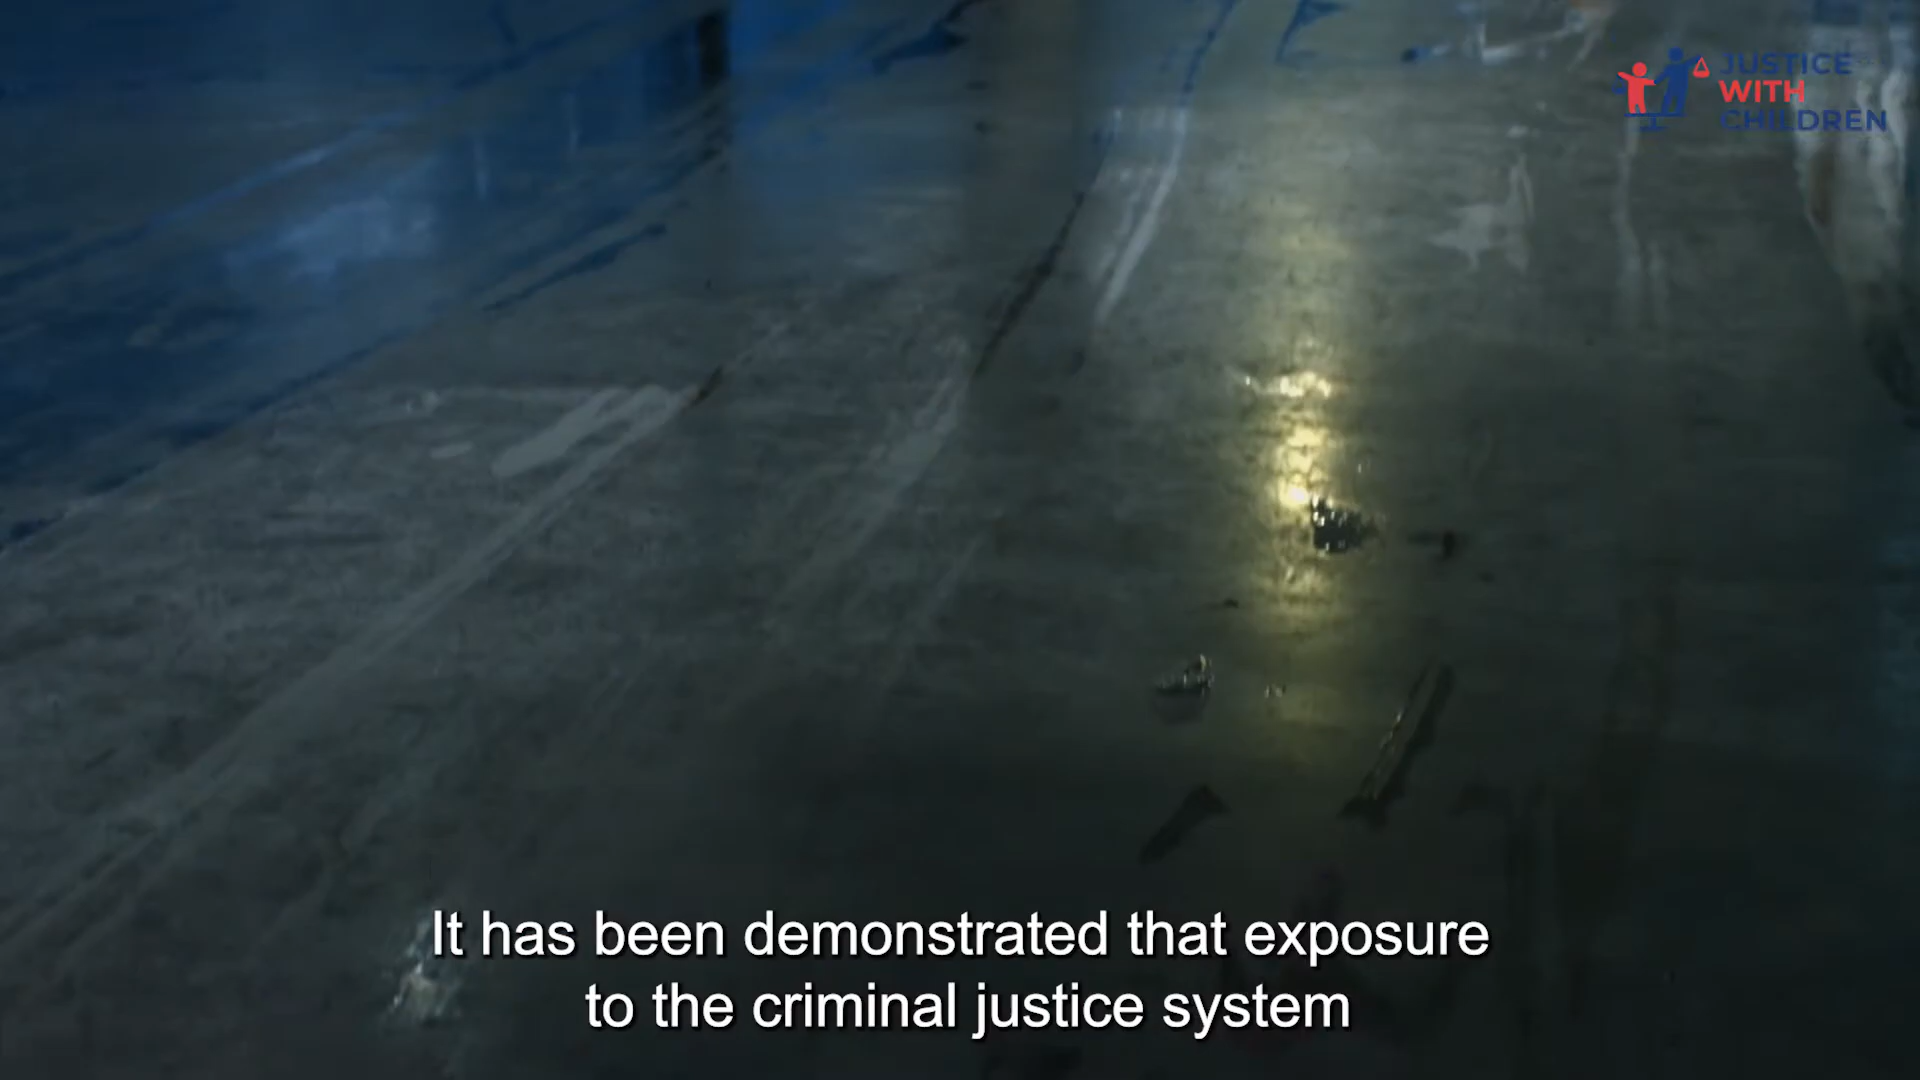 JUSTICE
WITH
CHILDREN
It has been demonstrated that exposure
to the criminal justice system